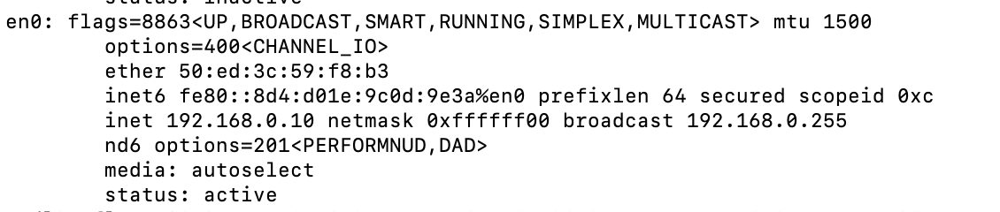 en0: flags=8863<UP,BROADCAST,SMART,RUNNING,SIMPLEX,MULTICAST> mtu 1500
options=400<CHANNEL_IO>
ether 50:ed:3c:59:f8:b3
inet6 fe80::8d4:d01e:9c0d:9e3a%en0 prefixlen 64 secured scopeid 0xc
inet 192.168.0.10 netmask 0xffffff00 broadcast 192.168.0.255
nd6 options=201<PERFORMNUD,DAD>
media: autoselect
status: active